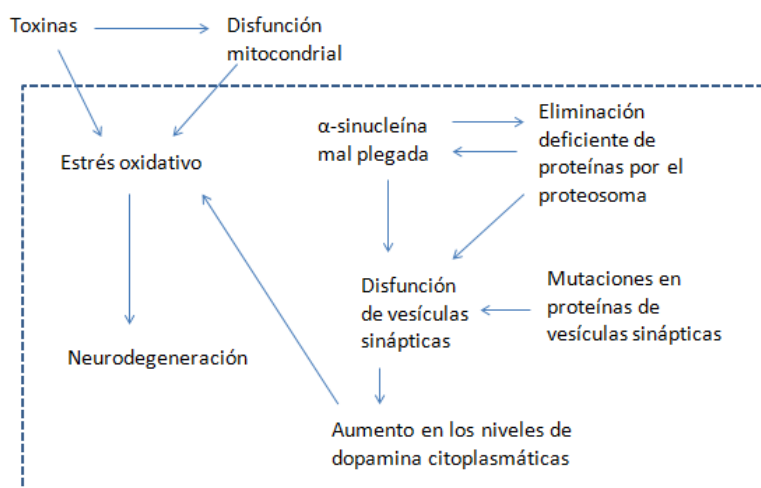 Toxinas
Disfunción
mitocondrial
Estrés oxidativo
α-sinucleína
mal plegada
Eliminación
deficiente de
proteínas por el
proteosoma
Disfunción
de vesículas
sinápticas
Mutaciones en
proteínas de
vesículas sinápticas
Neurodegeneración
Aumento en los niveles de
dopamina citoplasmáticas